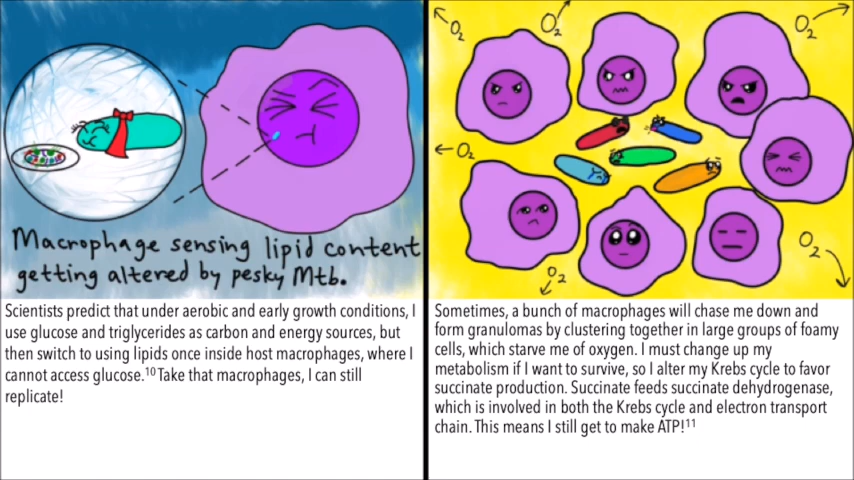 Macrophage sensing lipid content
getting altered by pesky Mtb.
Scientists predict that under aerobic and early growth conditions, I
use glucose and triglycerides as carbon and energy sources, but
then switch to using lipids once inside host macrophages, where I
cannot access glucose.¹⁰ Take that macrophages, I can still
replicate!
O₂
O₂
O₂
O₂
O₂
O₂
Sometimes, a bunch of macrophages will chase me down and
form granulomas by clustering together in large groups of foamy
cells, which starve me of oxygen. I must change up my
metabolism if I want to survive, so I alter my Krebs cycle to favor
succinate production. Succinate feeds succinate dehydrogenase,
which is involved in both the Krebs cycle and electron transport
chain. This means I still get to make ATP!¹¹